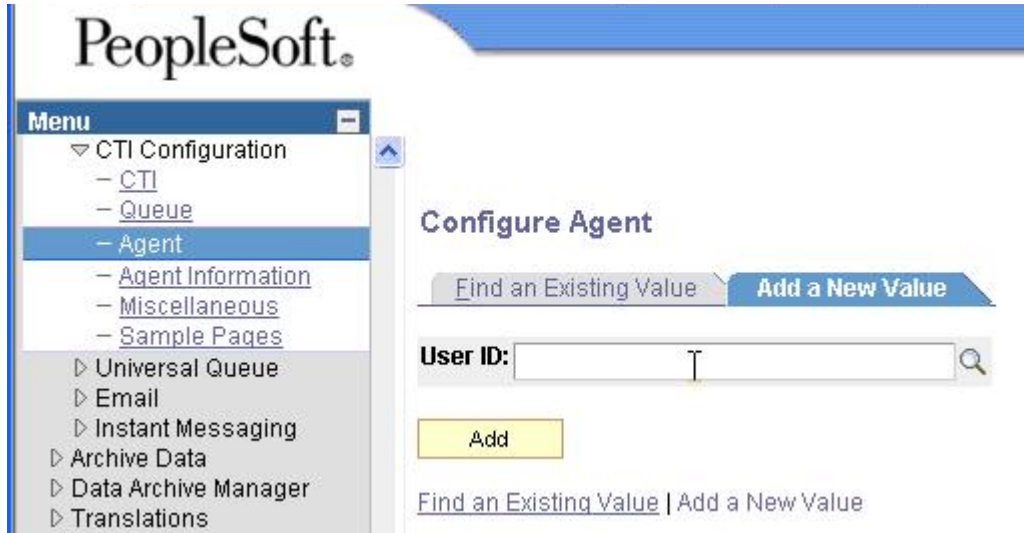 PeopleSoft®
Menu
CTI Configuration
CTI
Queue
Agent
Agent Information
Miscellaneous
Sample Pages
Universal Queue
Email
Instant Messaging
Archive Data
Data Archive Manager
Translations
Configure Agent
Find an Existing Value Add a New Value
User ID:
Add
Find an Existing Value | Add a New Value